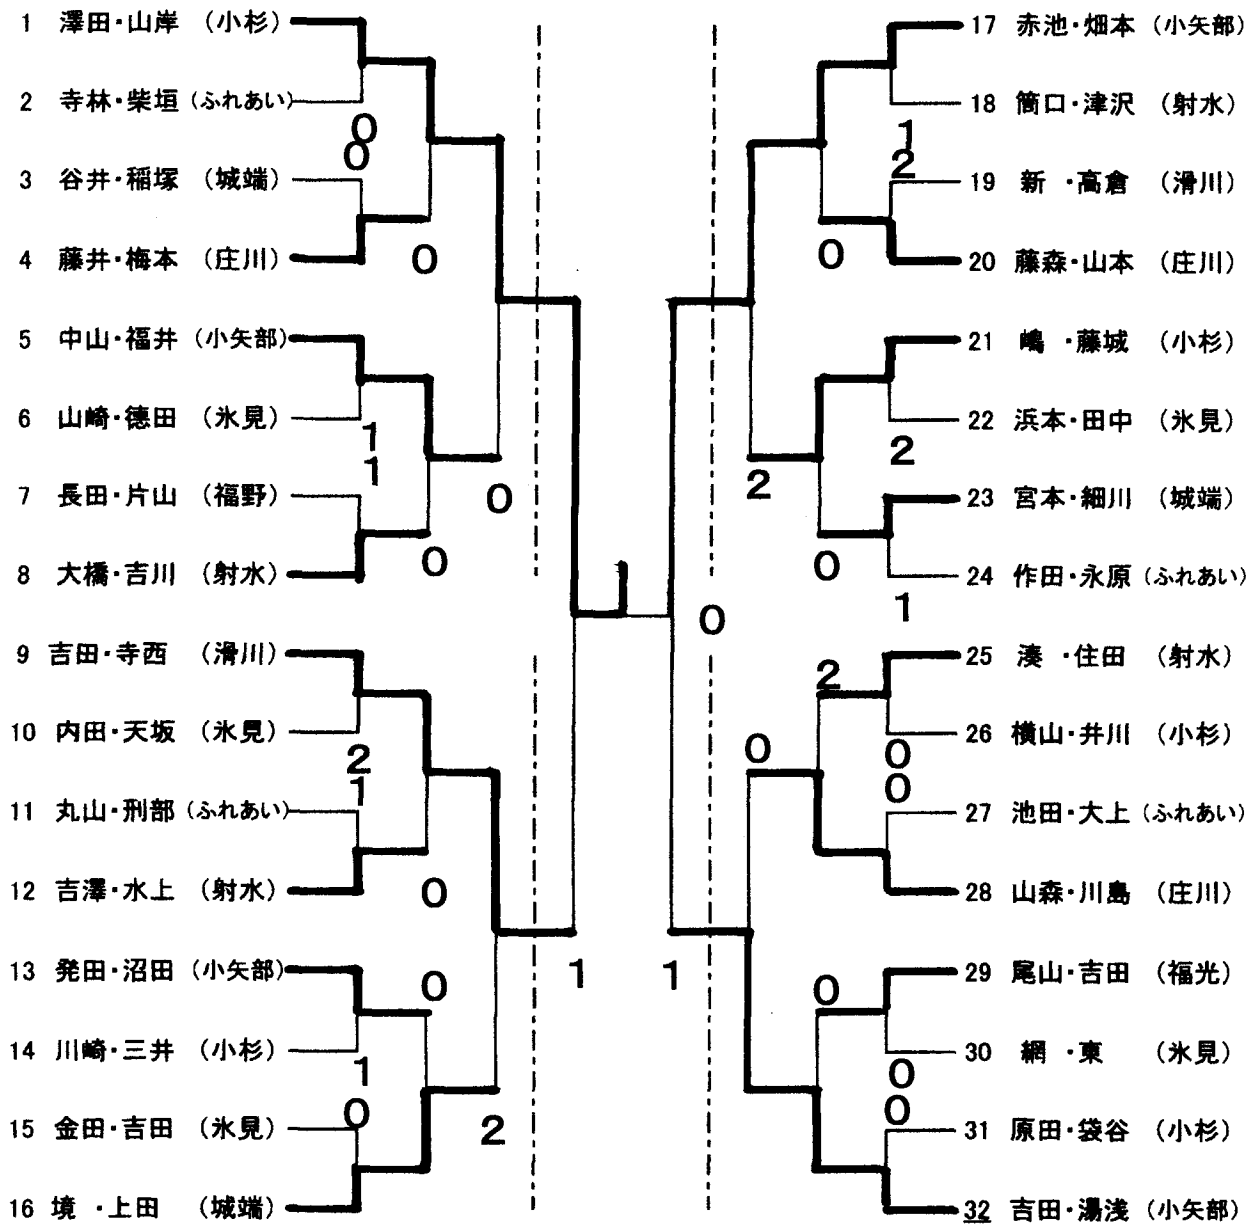 1 澤田・山岸 (小杉)
2 寺林・柴垣 (ふれあい)
0
0
3 谷井・稲塚 (城端)
4 藤井・梅本 (庄川)
0
5 中山・福井 (小矢部)
6 山崎・徳田 (氷見)
1
1
7 長田・片山 (福野)
0
8 大橋・吉川 (射水)
0
9 吉田・寺西 (滑川)
10 内田・天坂 (氷見)
2
1
11 丸山・刑部 (ふれあい)
12 吉澤・水上 (射水)
0
13 発田・沼田 (小矢部)
0
1
14 川崎・三井 (小杉)
1
0
15 金田・吉田 (氷見)
2
16 境 ・上田 (城端)
17 赤池・畑本 (小矢部)
18 筒口・津沢 (射水)
1
2
19 新 ・高倉 (滑川)
20 藤森・山本 (庄川)
0
21 嶋 ・藤城 (小杉)
22 浜本・田中 (氷見)
2
2
23 宮本・細川 (城端)
0
24 作田・永原 (ふれあい)
1
0
25 湊 ・住田 (射水)
2
26 横山・井川 (小杉)
0
0
0
27 池田・大上 (ふれあい)
28 山森・川島 (庄川)
29 尾山・吉田 (福光)
1
0
30 網 ・東 (氷見)
0
0
31 原田・袋谷 (小杉)
32 吉田・湯浅 (小矢部)